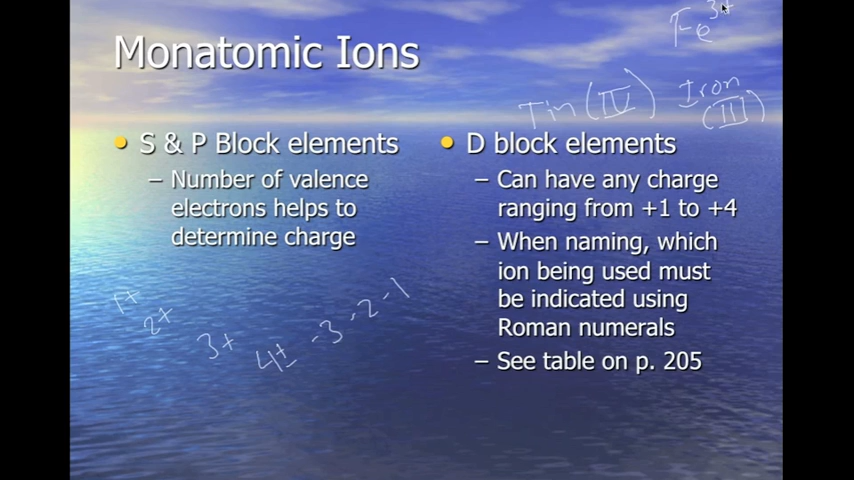 Fe³⁺
Monatomic Ions
Tin (IV) Iron (III)
• S & P Block elements
– Number of valence
electrons helps to
determine charge
1+ 2+ 3+ 4± -3 -2 -1
• D block elements
– Can have any charge
ranging from +1 to +4
– When naming, which
ion being used must
be indicated using
Roman numerals
– See table on p. 205